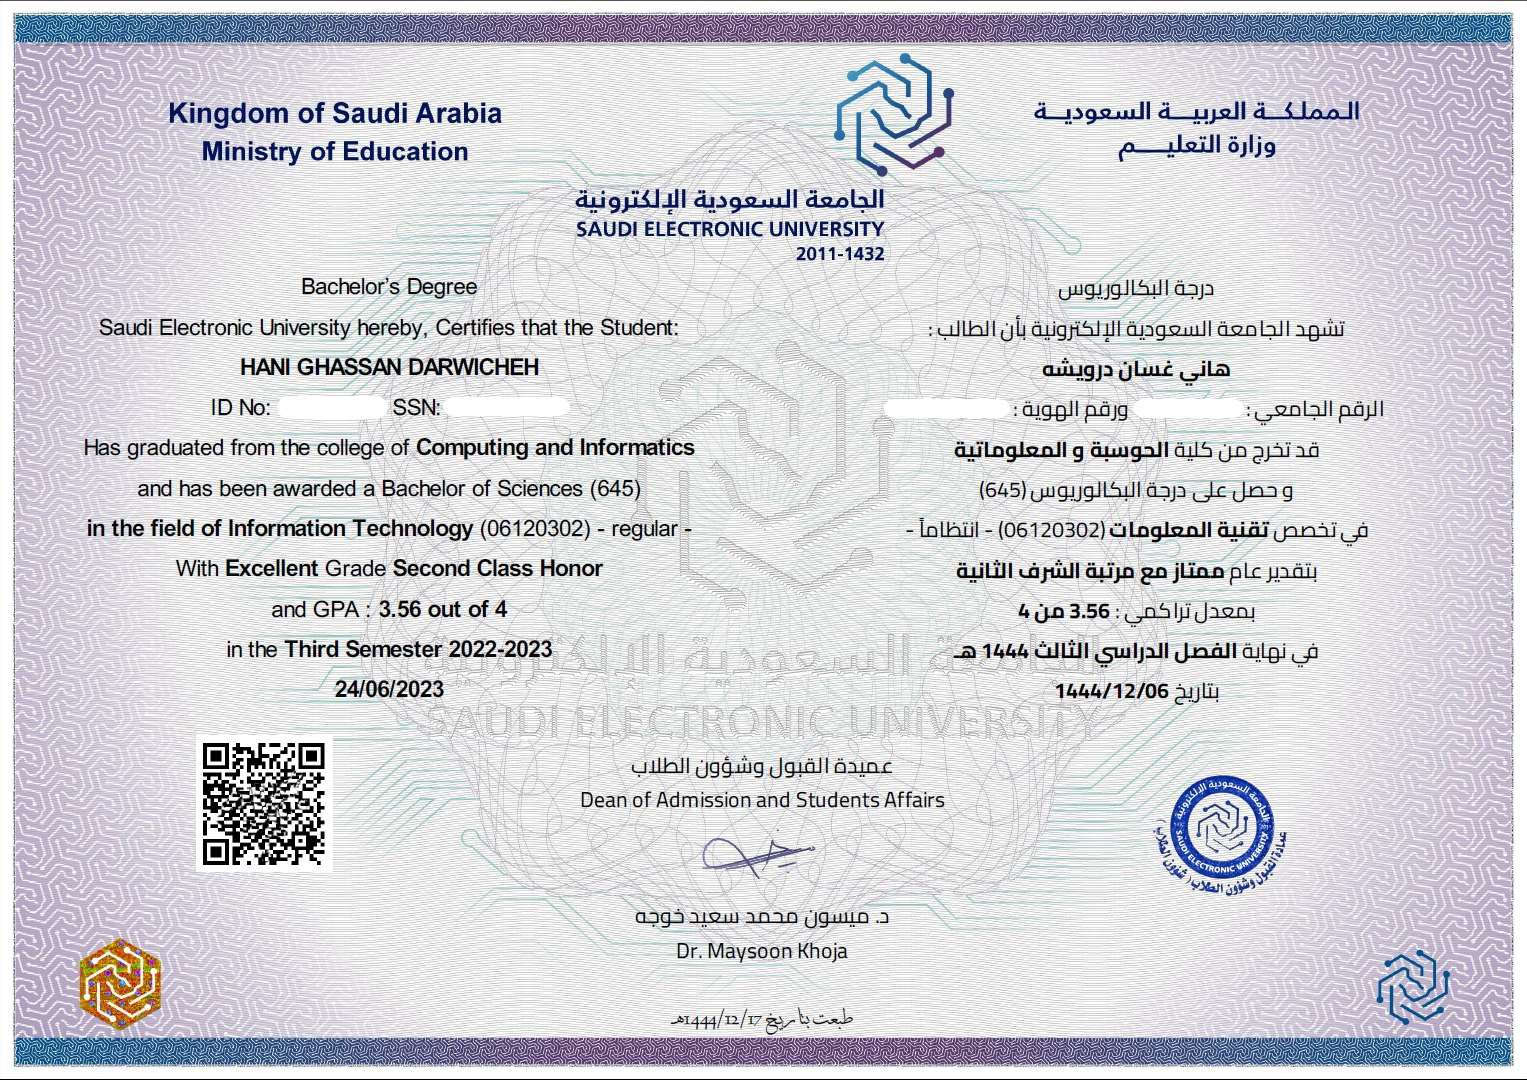 Kingdom of Saudi Arabia
Ministry of Education
المملكة العربية السعودية
وزارة التعليم
الجامعة السعودية الإلكترونية
SAUDI ELECTRONIC UNIVERSITY
2011-1432
Bachelor's Degree
Saudi Electronic University hereby, Certifies that the Student:
HANI GHASSAN DARWICHEH
ID No: SSN:
Has graduated from the college of Computing and Informatics
and has been awarded a Bachelor of Sciences (645)
in the field of Information Technology (06120302) - regular -
With Excellent Grade Second Class Honor
and GPA : 3.56 out of 4
in the Third Semester 2022-2023
24/06/2023
درجة البكالوريوس
تشهد الجامعة السعودية الإلكترونية بأن الطالب :
هاني غسان درويشه
الرقم الجامعي : ورقم الهوية :
قد تخرج من كلية الحوسبة و المعلوماتية
و حصل على درجة البكالوريوس (645)
في تخصص تقنية المعلومات (06120302) - انتظاماً -
بتقدير عام ممتاز مع مرتبة الشرف الثانية
بمعدل تراكمي : 3.56 من 4
في نهاية الفصل الدراسي الثالث 1444 هـ
بتاريخ 1444/12/06
الجامعة السعودية الإلكترونية
SAUDI ELECTRONIC UNIVERSITY
عميدة القبول وشؤون الطلاب
Dean of Admission and Students Affairs
د. ميسون محمد سعيد خوجه
Dr. Maysoon Khoja
الجامعة السعودية الإلكترونية
SAUDI ELECTRONIC UNIVERSITY
عمادة القبول وشؤون الطلاب ( شؤون الطلاب )
طبعت بتاريخ 1444/12/17هـ